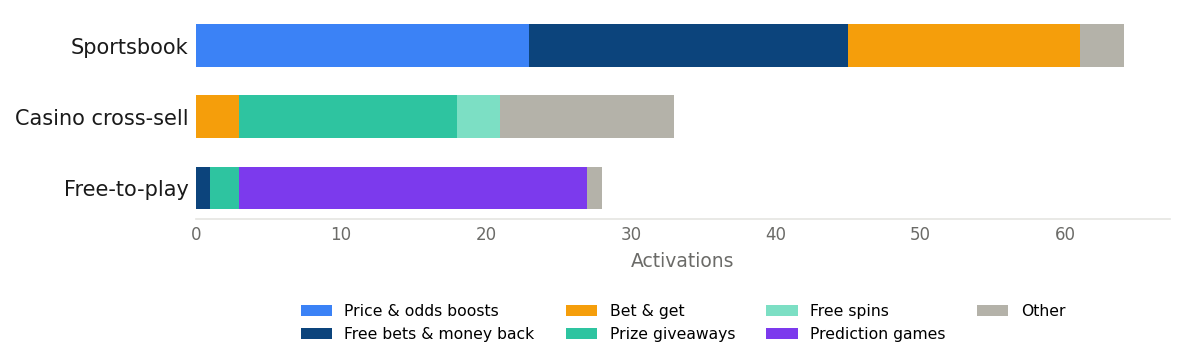 Sportsbook
Casino cross-sell
Free-to-play
0 10 20 30 40 50 60
Activations
Price & odds boosts Bet & get Free spins Other
Free bets & money back Prize giveaways Prediction games